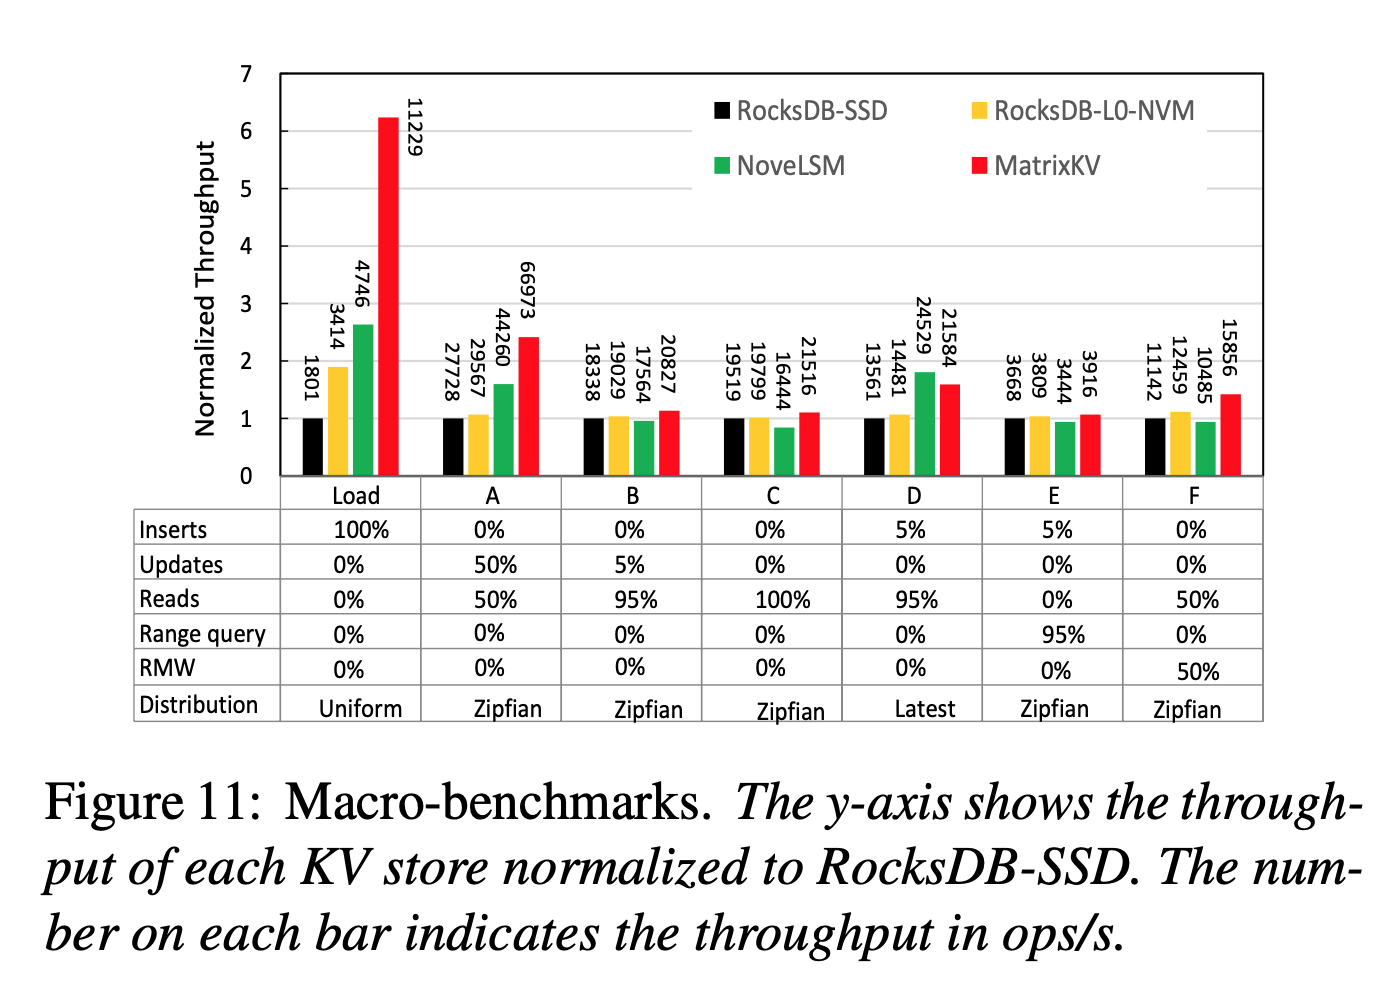 7
6
5
4
3
2
1
0
Normalized Throughput
RocksDB-SSD RocksDB-L0-NVM
NoveLSM MatrixKV
1801 3414 4746 11229
27728 29567 44260 66973
18338 19029 17564 20827
19519 19799 16444 21516
13561 14481 24529 21584
3668 3809 3444 3916
11142 12459 10485 15856
Load A B C D E F
Inserts 100% 0% 0% 0% 5% 5% 0%
Updates 0% 50% 5% 0% 0% 0% 0%
Reads 0% 50% 95% 100% 95% 0% 50%
Range query 0% 0% 0% 0% 0% 95% 0%
RMW 0% 0% 0% 0% 0% 0% 50%
Distribution Uniform Zipfian Zipfian Zipfian Latest Zipfian Zipfian
Figure 11: Macro-benchmarks. The y-axis shows the through-
put of each KV store normalized to RocksDB-SSD. The num-
ber on each bar indicates the throughput in ops/s.